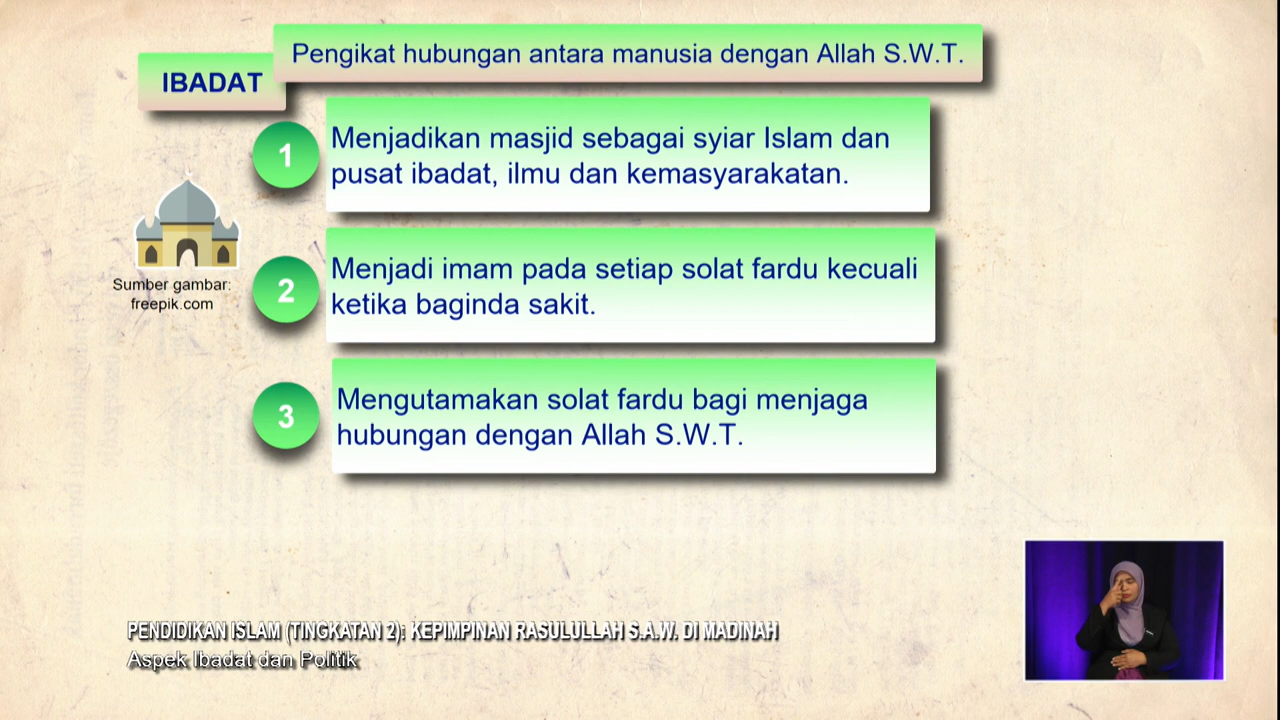 Pengikat hubungan antara manusia dengan Allah S.W.T.
IBADAT
1
Menjadikan masjid sebagai syiar Islam dan
pusat ibadat, ilmu dan kemasyarakatan.
Sumber gambar:
freepik.com
2
Menjadi imam pada setiap solat fardu kecuali
ketika baginda sakit.
3
Mengutamakan solat fardu bagi menjaga
hubungan dengan Allah S.W.T.
PENDIDIKAN ISLAM (TINGKATAN 2): KEPIMPINAN RASULULLAH S.A.W. DI MADINAH
Aspek Ibadat dan Politik